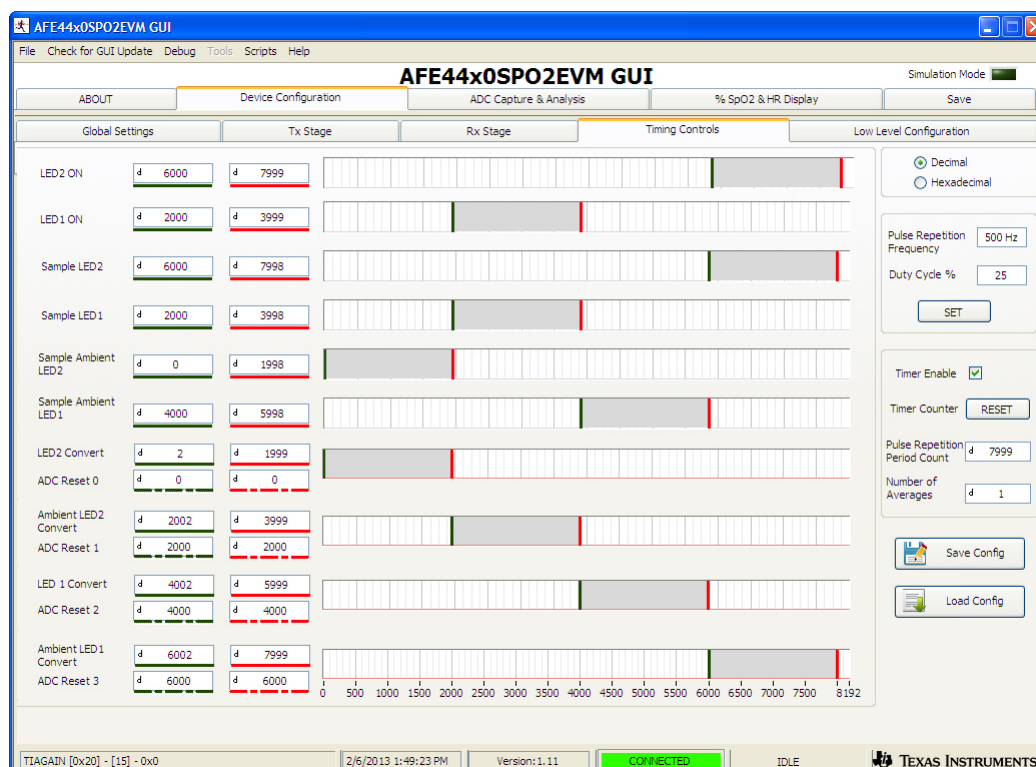 AFE44x0SPO2EVM GUI
File Check for GUI Update Debug Tools Scripts Help
AFE44x0SPO2EVM GUI
Simulation Mode
ABOUT Device Configuration ADC Capture & Analysis % SpO2 & HR Display Save
Global Settings Tx Stage Rx Stage Timing Controls Low Level Configuration
LED2 ON d 6000 d 7999
LED1 ON d 2000 d 3999
Sample LED2 d 6000 d 7998
Sample LED1 d 2000 d 3998
Sample Ambient
LED2 d 0 d 1998
Sample Ambient
LED1 d 4000 d 5998
LED2 Convert d 2 d 1999
ADC Reset 0 d 0 d 0
Ambient LED2
Convert d 2002 d 3999
ADC Reset 1 d 2000 d 2000
LED 1 Convert d 4002 d 5999
ADC Reset 2 d 4000 d 4000
Ambient LED1
Convert d 6002 d 7999
ADC Reset 3 d 6000 d 6000
0 500 1000 1500 2000 2500 3000 3500 4000 4500 5000 5500 6000 6500 7000 7500 8192
Decimal
Hexadecimal
Pulse Repetition
Frequency 500 Hz
Duty Cycle % 25
SET
Timer Enable
Timer Counter RESET
Pulse Repetition
Period Count d 7999
Number of
Averages d 1
Save Config
Load Config
TIAGAIN [0x20] - [15] - 0x0 2/6/2013 1:49:23 PM Version:1.11 CONNECTED IDLE TEXAS INSTRUMENTS